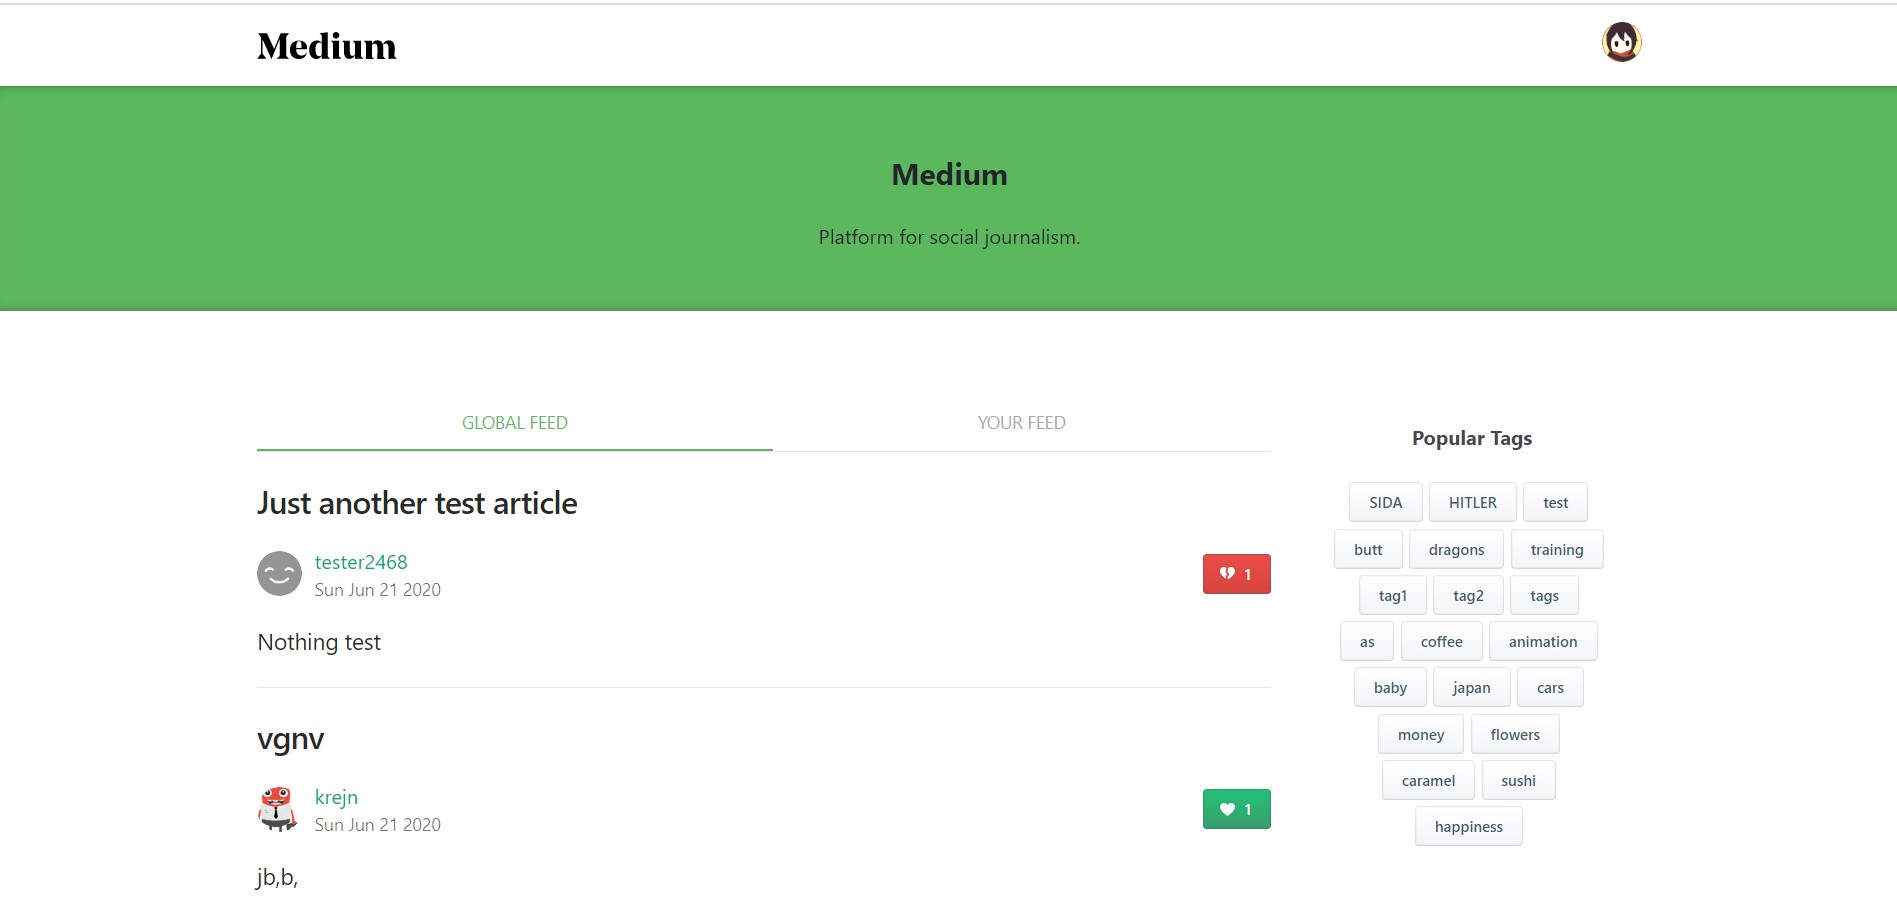 Medium
Medium
Platform for social journalism.
GLOBAL FEED YOUR FEED
Just another test article
tester2468
Sun Jun 21 2020
1
Nothing test
vgnv
krejn
Sun Jun 21 2020
1
jb,b,
Popular Tags
SIDA HITLER test
butt dragons training
tag1 tag2 tags
as coffee animation
baby japan cars
money flowers
caramel sushi
happiness